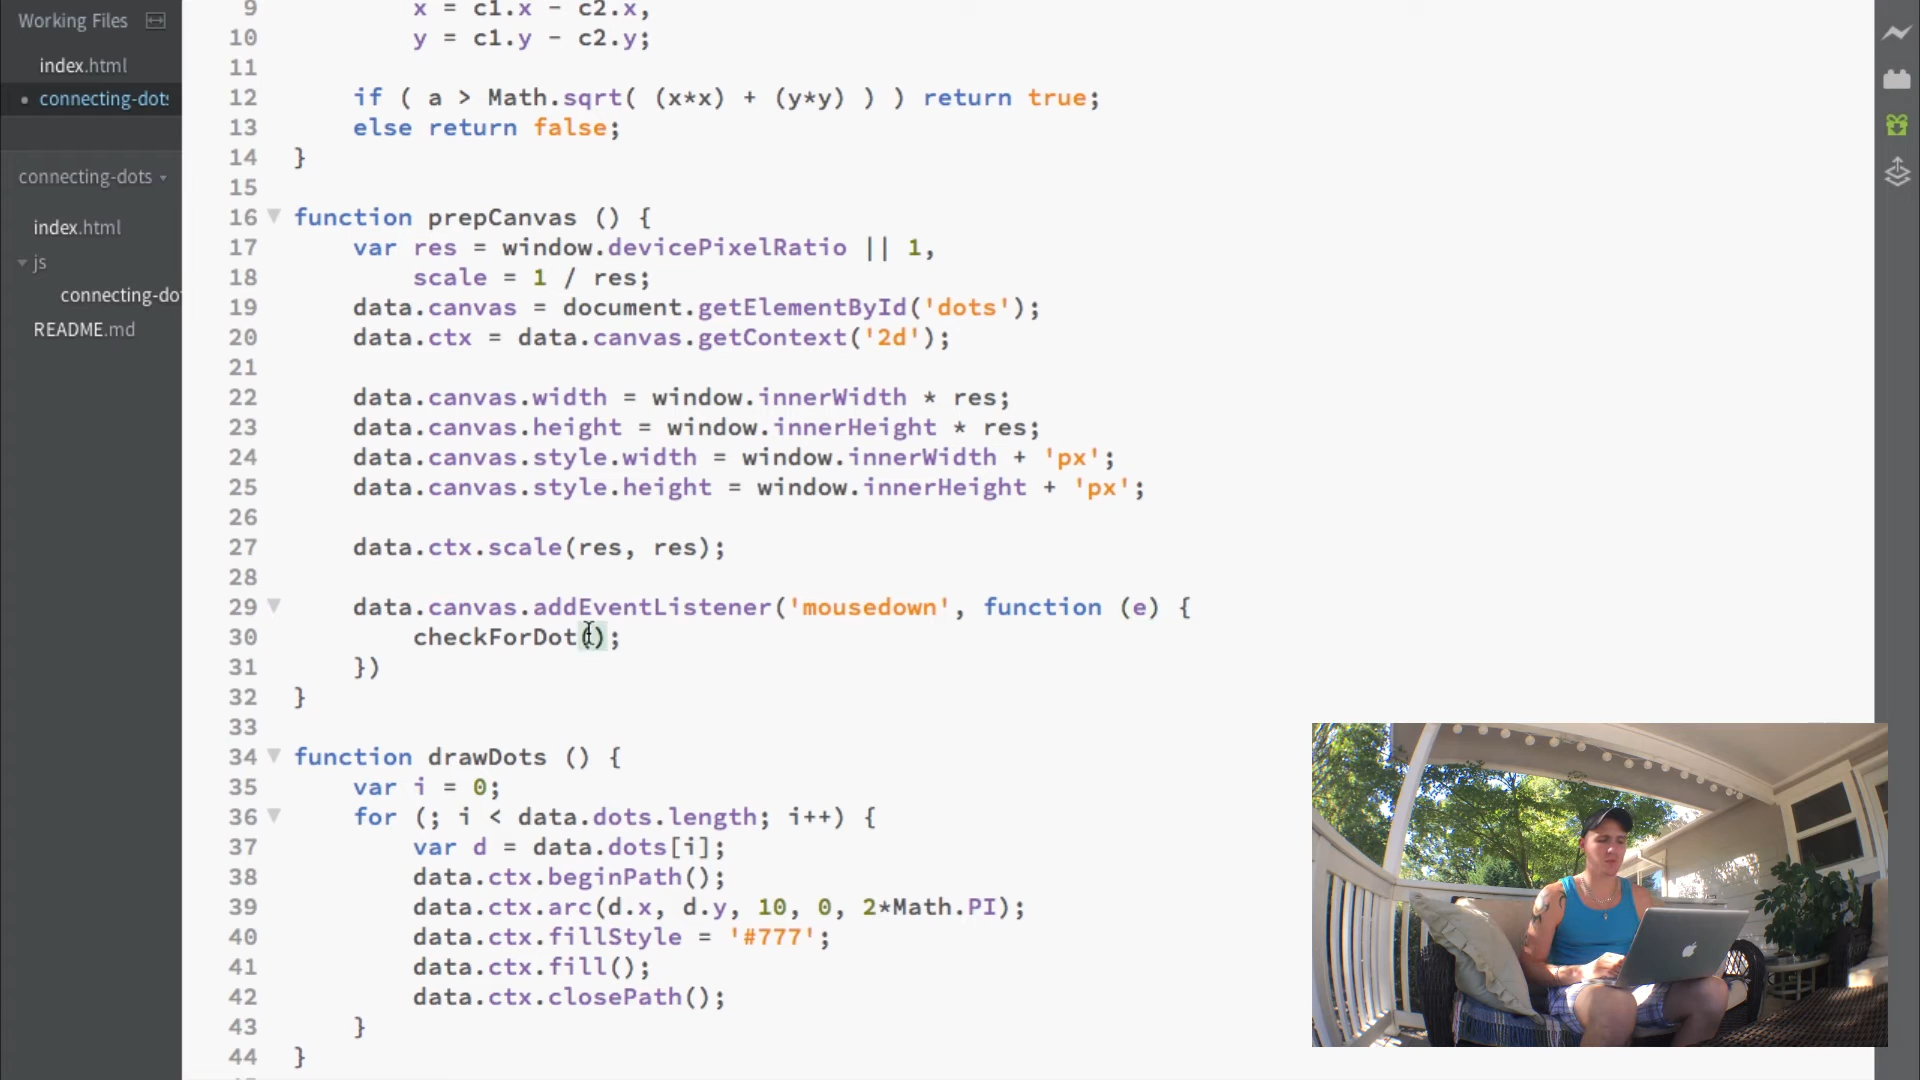 Working Files
index.html
connecting-dots
connecting-dots
index.html
js
connecting-do
README.md
9 x = c1.x - c2.x,
10 y = c1.y - c2.y;
11
12 if ( a > Math.sqrt( (x*x) + (y*y) ) ) return true;
13 else return false;
14 }
15
16 function prepCanvas () {
17 var res = window.devicePixelRatio || 1,
18 scale = 1 / res;
19 data.canvas = document.getElementById('dots');
20 data.ctx = data.canvas.getContext('2d');
21
22 data.canvas.width = window.innerWidth * res;
23 data.canvas.height = window.innerHeight * res;
24 data.canvas.style.width = window.innerWidth + 'px';
25 data.canvas.style.height = window.innerHeight + 'px';
26
27 data.ctx.scale(res, res);
28
29 data.canvas.addEventListener('mousedown', function (e) {
30 checkForDot();
31 })
32 }
33
34 function drawDots () {
35 var i = 0;
36 for (; i < data.dots.length; i++) {
37 var d = data.dots[i];
38 data.ctx.beginPath();
39 data.ctx.arc(d.x, d.y, 10, 0, 2*Math.PI);
40 data.ctx.fillStyle = '#777';
41 data.ctx.fill();
42 data.ctx.closePath();
43 }
44 }